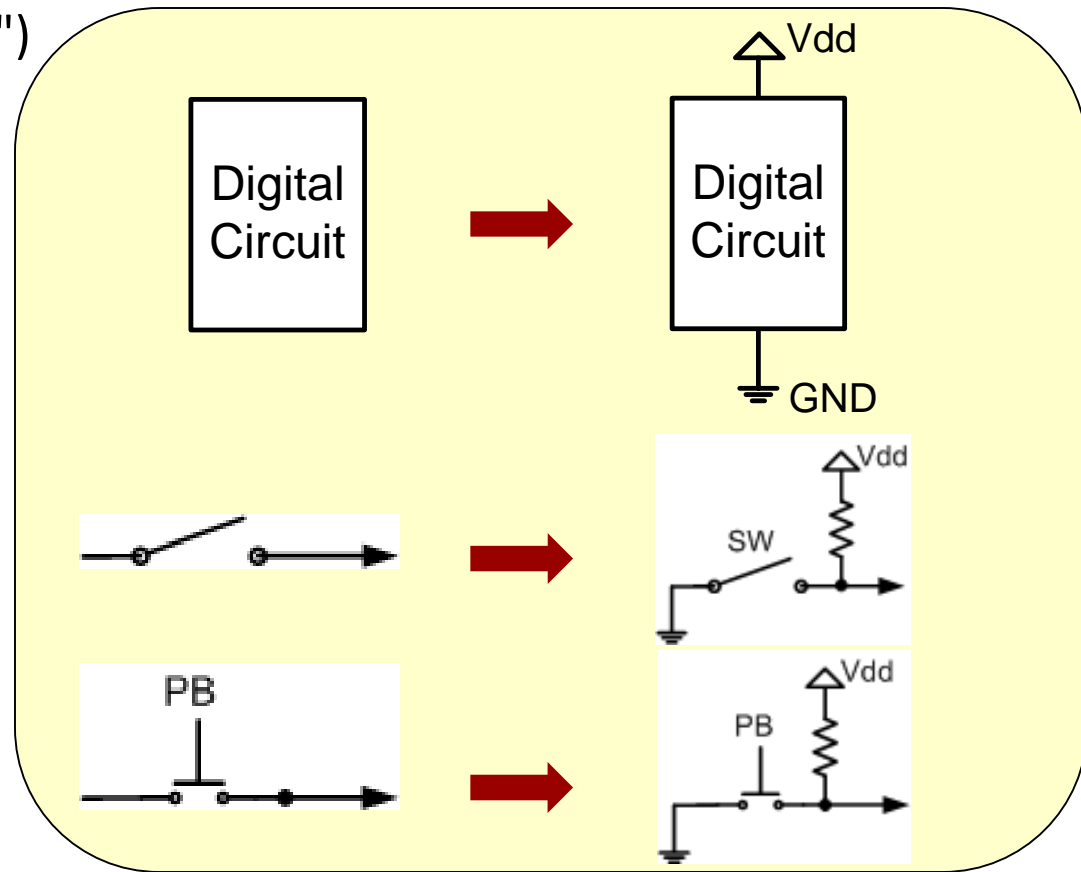 ")
Vdd
Digital
Circuit
Digital
Circuit
GND
Vdd
SW
PB
Vdd
PB